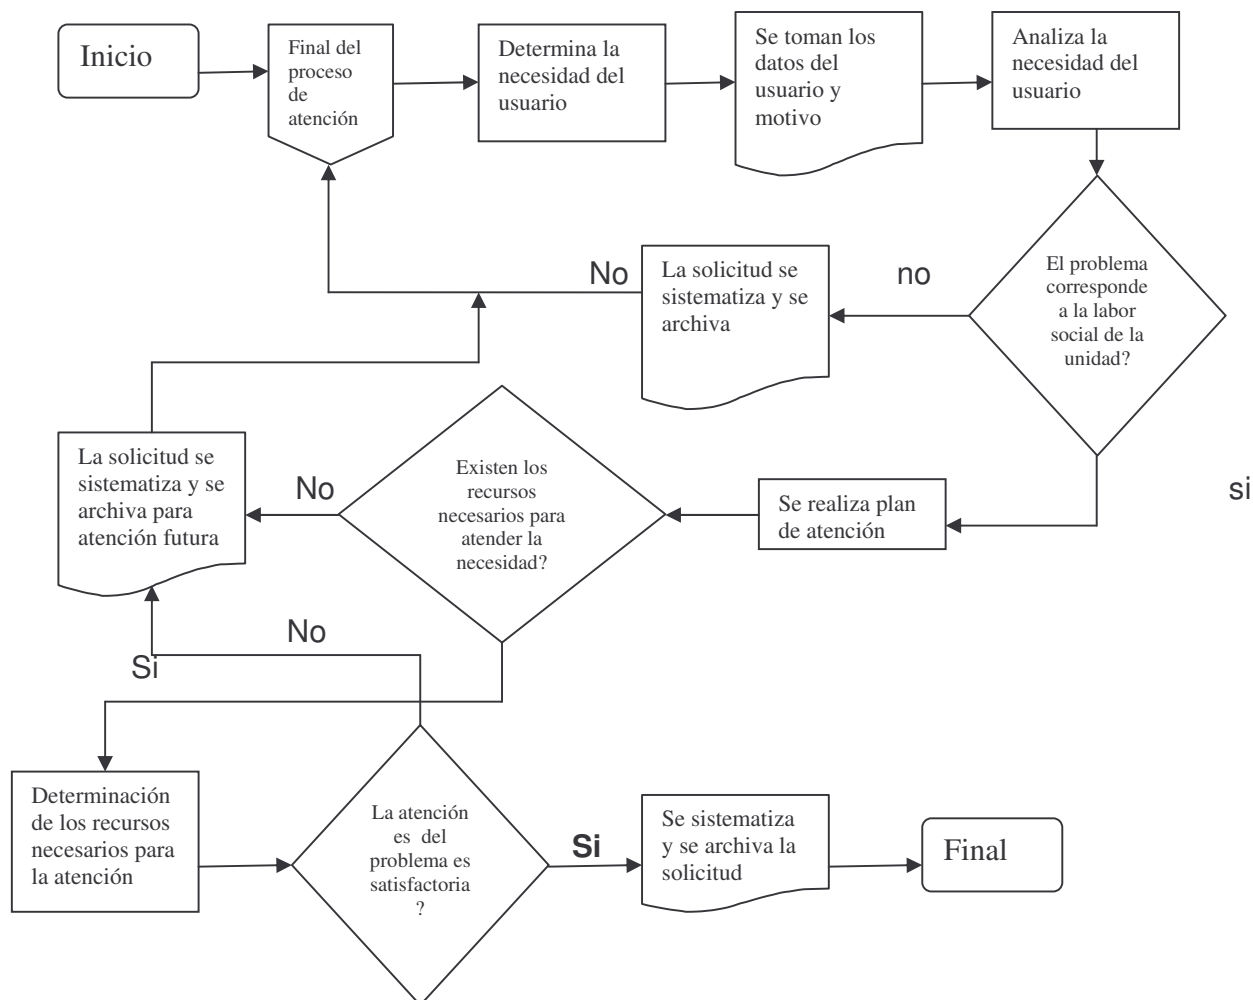 Inicio
Final del
proceso
de
atención
Determina la
necesidad del
usuario
Se toman los
datos del
usuario y
motivo
Analiza la
necesidad del
usuario
No
La solicitud se
sistematiza y se
archiva
no
El problema
corresponde
a la labor
social de la
unidad?
La solicitud se
sistematiza y se
archiva para
atención futura
No
Existen los
recursos
necesarios para
atender la
necesidad?
Se realiza plan
de atención
si
No
Si
Determinación
de los recursos
necesarios para
la atención
La atención
es  del
problema es
satisfactoria
?
Si
Se sistematiza
y se archiva la
solicitud
Final